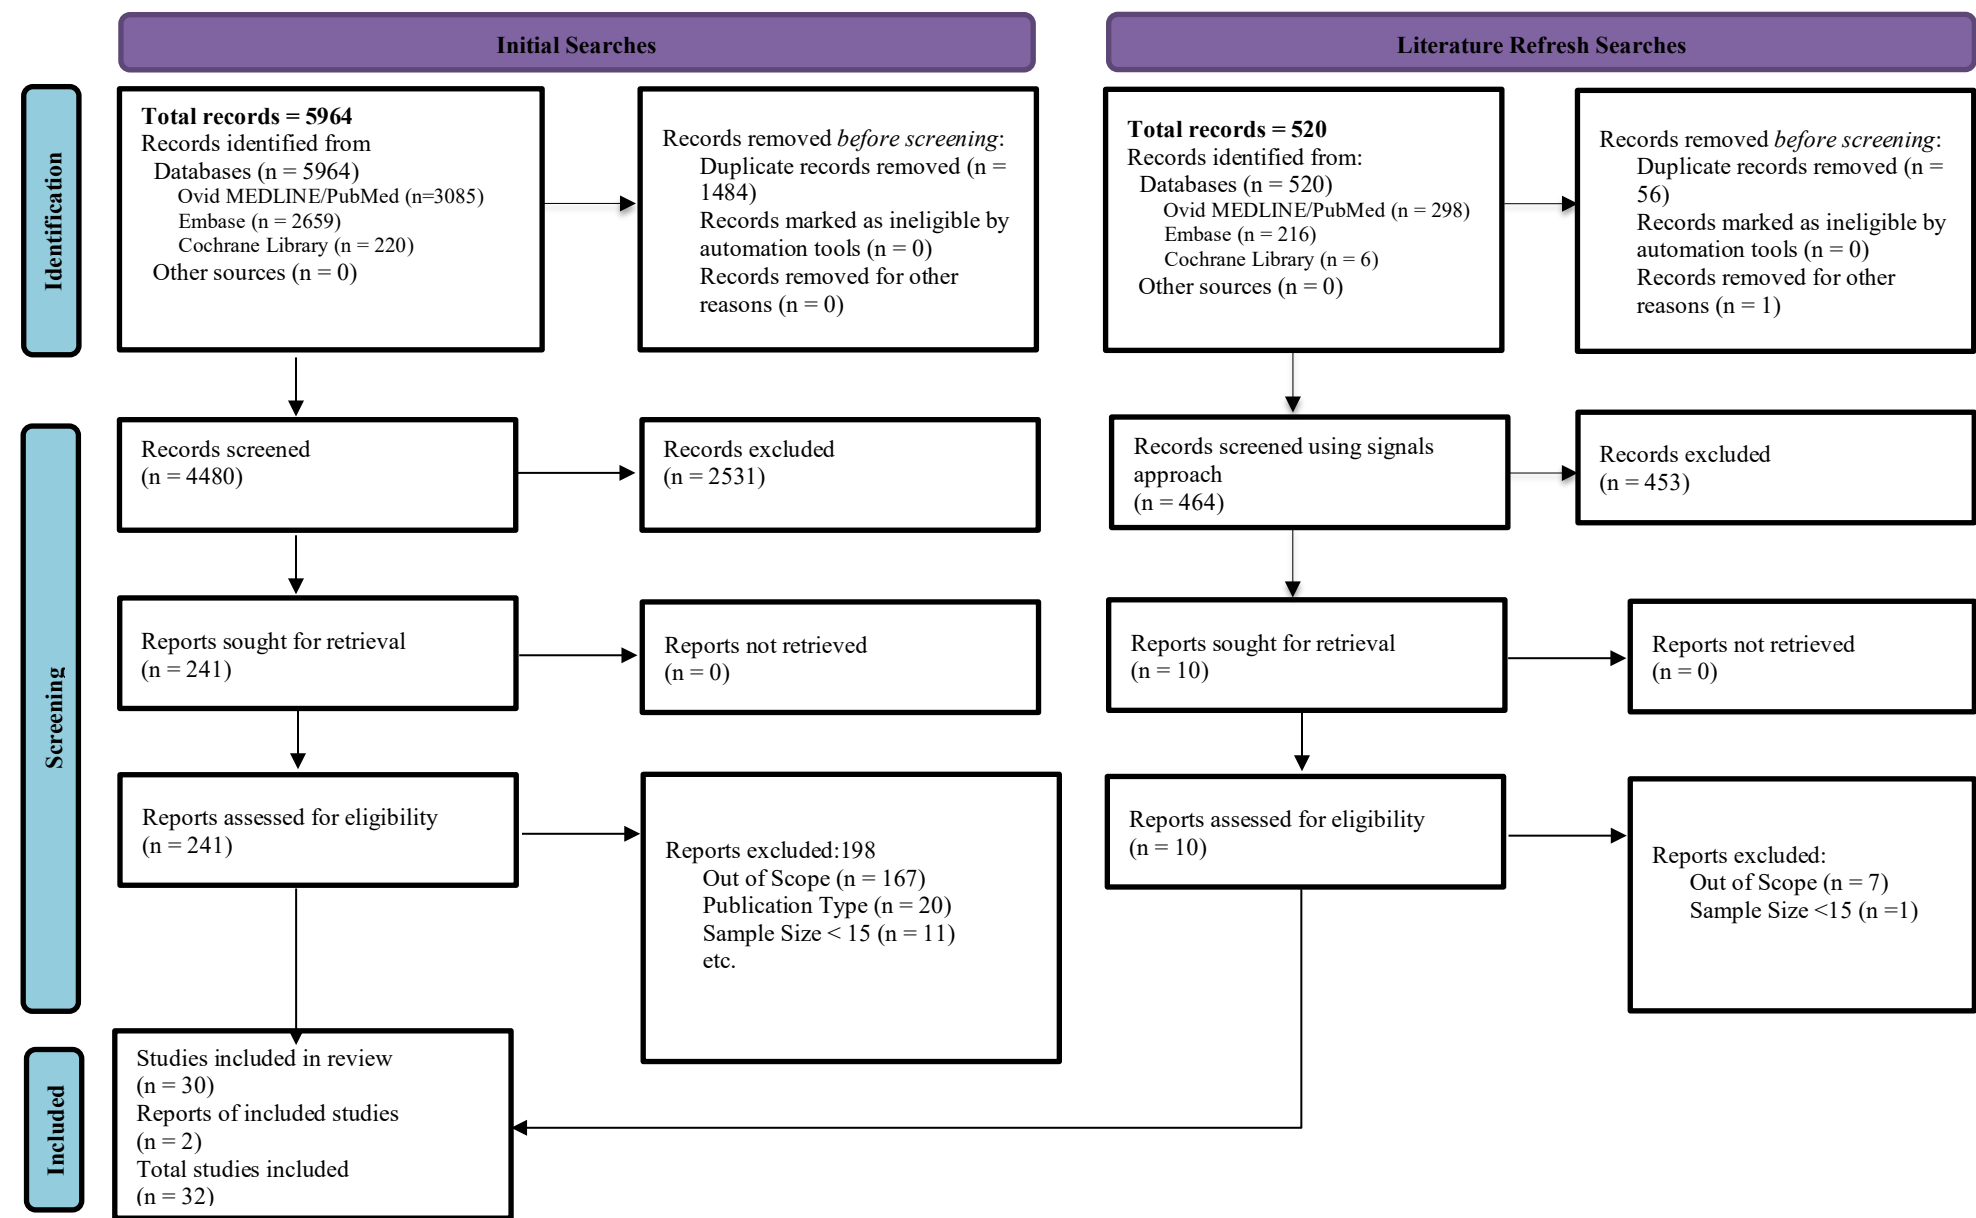 Initial Searches
Literature Refresh Searches
Identification
Total records = 5964
Records identified from
Databases (n = 5964)
Ovid MEDLINE/PubMed (n=3085)
Embase (n = 2659)
Cochrane Library (n = 220)
Other sources (n = 0)
Records removed before screening:
Duplicate records removed (n =
1484)
Records marked as ineligible by
automation tools (n = 0)
Records removed for other
reasons (n = 0)
Total records = 520
Records identified from:
Databases (n = 520)
Ovid MEDLINE/PubMed (n = 298)
Embase (n = 216)
Cochrane Library (n = 6)
Other sources (n = 0)
Records removed before screening:
Duplicate records removed (n =
56)
Records marked as ineligible by
automation tools (n = 0)
Records removed for other
reasons (n = 1)
Screening
Records screened
(n = 4480)
Records excluded
(n = 2531)
Records screened using signals
approach
(n = 464)
Records excluded
(n = 453)
Reports sought for retrieval
(n = 241)
Reports not retrieved
(n = 0)
Reports sought for retrieval
(n = 10)
Reports not retrieved
(n = 0)
Reports assessed for eligibility
(n = 241)
Reports excluded:198
Out of Scope (n = 167)
Publication Type (n = 20)
Sample Size < 15 (n = 11)
etc.
Reports assessed for eligibility
(n = 10)
Reports excluded:
Out of Scope (n = 7)
Sample Size <15 (n =1)
Included
Studies included in review
(n = 30)
Reports of included studies
(n = 2)
Total studies included
(n = 32)